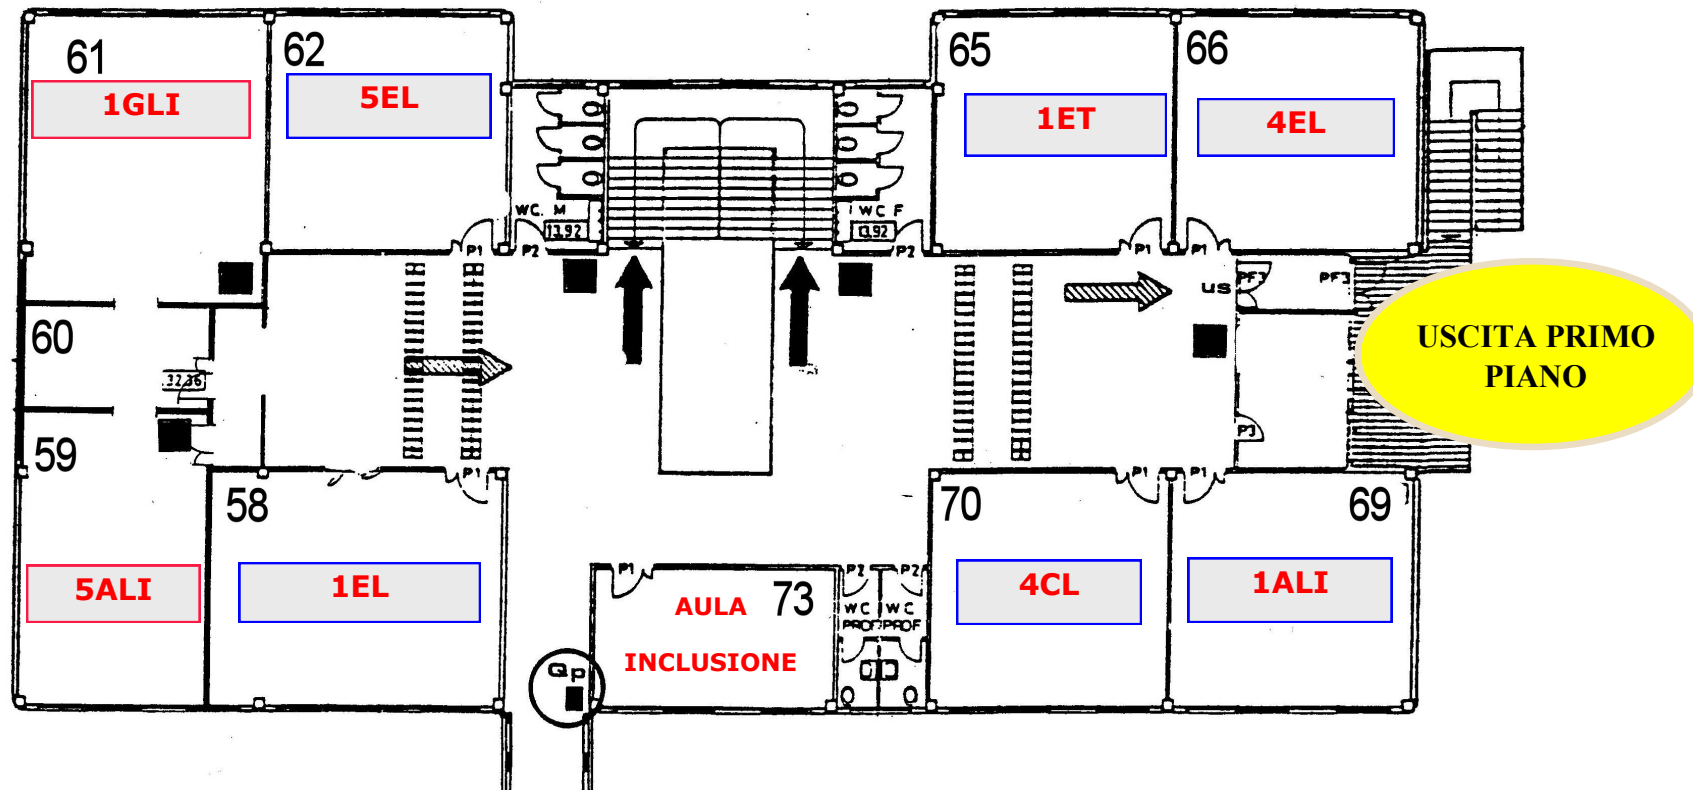 61
1GLI
62
5EL
65
1ET
66
4EL
WC. M
13.92
WC F
13.92
P1
P2
P2
P1
P1
us
PF3
PF3
USCITA PRIMO
PIANO
60
32.36
59
P3
P1
P1
P1
58
70
69
5ALI
1EL
4CL
1ALI
P1
P2
P2
AULA
73
INCLUSIONE
WC
PROF
WC
PROF
Qp